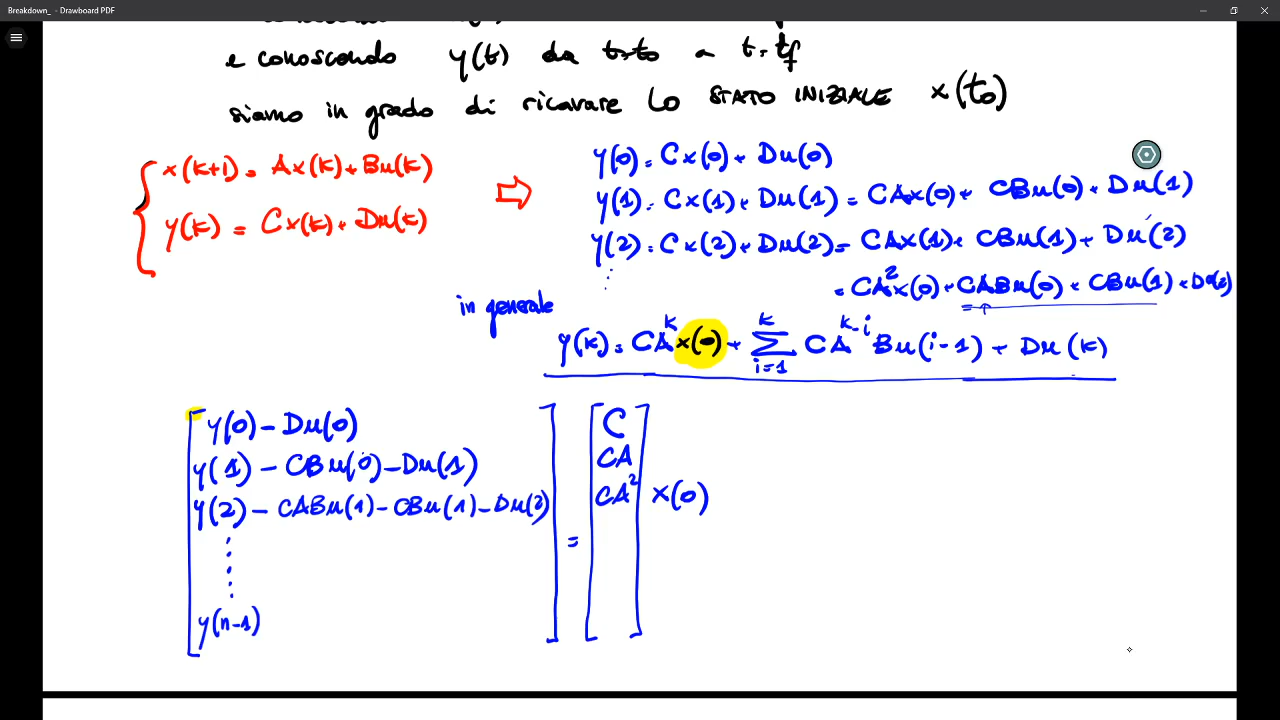 Breakdown_ - Drawboard PDF
e conoscendo y(t) da t=to a t=tf
siamo in grado di ricavare lo STATO INIZIALE x(to)
x(k+1) = Ax(k) + Bu(k)
y(k) = Cx(k) + Du(k)
y(0) = Cx(0) + Du(0)
y(1) = Cx(1) + Du(1) = CAx(0) + CBu(0) + Du(1)
y(2) = Cx(2) + Du(2) = CAx(1) + CBu(1) + Du(2)
= CA²x(0) + CABu(0) + CBu(1) + Du(2)
in generale
y(k) = CA^k x(0) + Σ_{i=1}^{k} CA^{k-i} Bu(i-1) + Du(k)
y(0) - Du(0)
y(1) - CBu(0) - Du(1)
y(2) - CABu(1) - CBu(1) - Du(2)
y(n-1)
=
C
CA
CA² x(0)